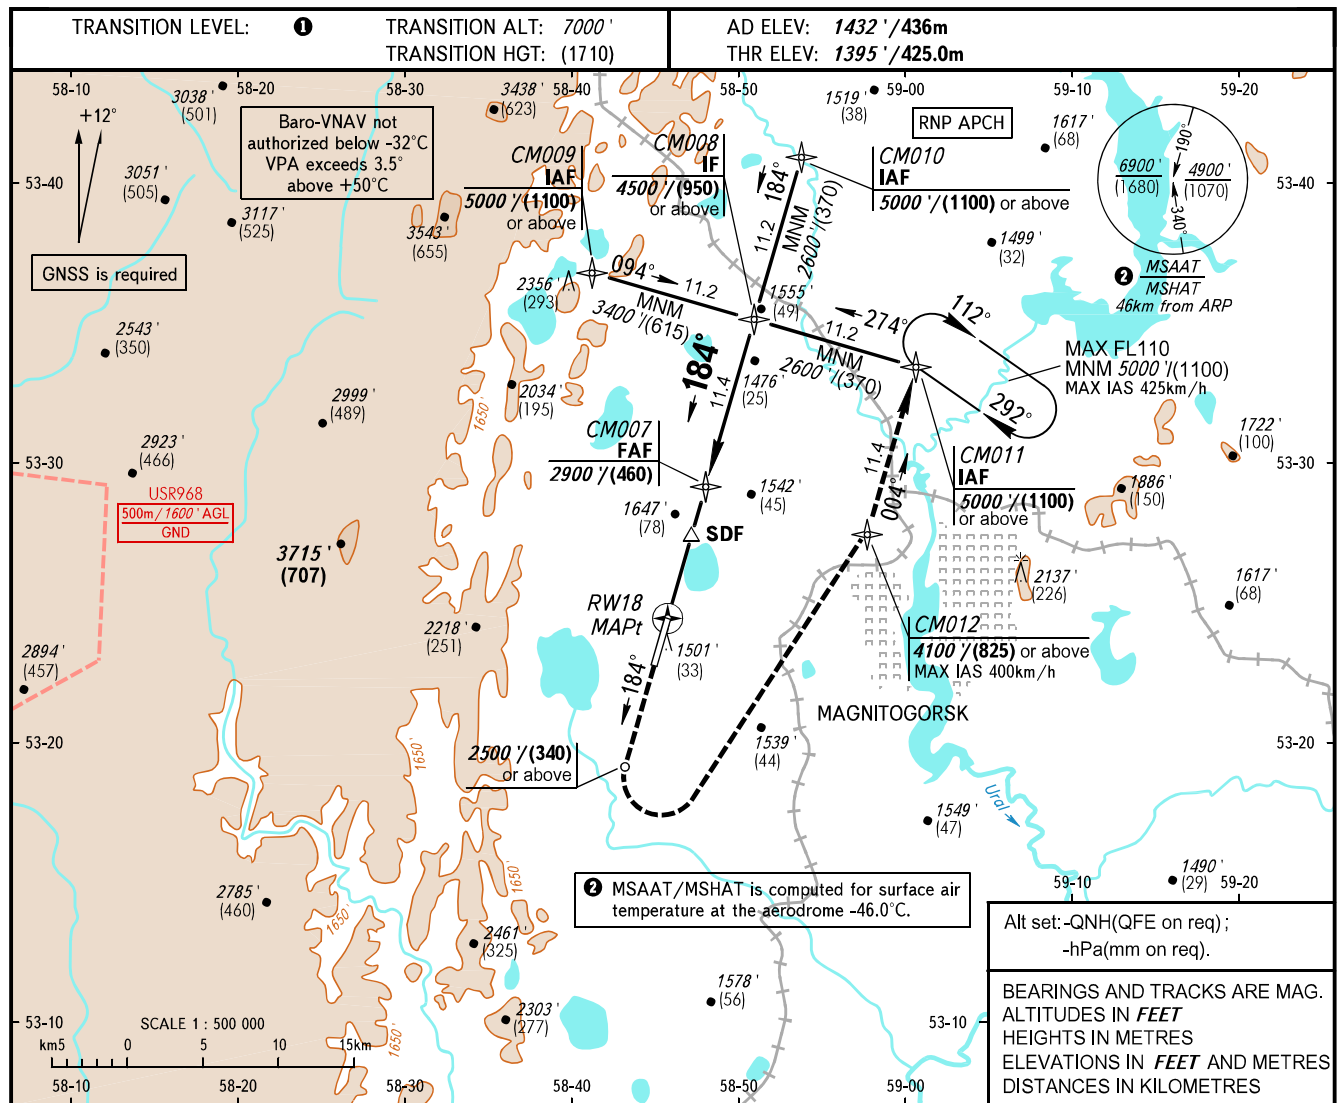 TRANSITION LEVEL: ❶ TRANSITION ALT: 7000 '
TRANSITION HGT: (1710)
AD ELEV: 1432 '/436m
THR ELEV: 1395 '/425.0m
58-10 58-20 58-30 58-40 58-50 59-00 59-10 59-20
+12°
3038 '
(501)
3438 '
(623)
1519 '
(38)
Baro-VNAV not
authorized below -32°C
VPA exceeds 3.5°
above +50°C
RNP APCH
1617 '
(68)
190°
6900 '
(1680)
4900 '
(1070)
340°
❷ MSAAT
MSHAT
46km from ARP
CM009
IAF
5000 '/(1100)
or above
CM008
IF
4500 '/(950)
or above
CM010
IAF
5000 '/(1100) or above
53-40
53-40
3051 '
(505)
3117 '
(525)
3543 '
(655)
184°
11.2
MNM
2600 '/(370)
1499 '
(32)
GNSS is required
2356 '
(293)
094°
11.2
MNM
3400 '/(615)
1555 '
(49)
274°
11.2
MNM
2600 '/(370)
112°
292°
MAX FL110
MNM 5000 '/(1100)
MAX IAS 425km/h
2543 '
(350)
184°
11.4
1476 '
(25)
2034 '
(195)
1650'
2999 '
(489)
2923 '
(466)
CM007
FAF
2900 '/(460)
11.4
004°
CM011
IAF
5000 '/(1100)
or above
1722 '
(100)
1886 '
(150)
53-30
53-30
USR968
500m/1600 ' AGL
GND
1647 '
(78)
1542 '
(45)
SDF
3715 '
(707)
2137 '
(226)
1617 '
(68)
RW18
MAPt
CM012
4100 '/(825) or above
MAX IAS 400km/h
2218 '
(251)
1501 '
(33)
2894 '
(457)
184°
MAGNITOGORSK
1650'
1650'
2500 '/(340)
or above
1539 '
(44)
53-20
53-20
Ural
1549 '
(47)
1490 '
(29)
2785 '
(460)
1650'
1650'
❷ MSAAT/MSHAT is computed for surface air
temperature at the aerodrome -46.0°C.
59-10 59-20
2461 '
(325)
Alt set:-QNH(QFE on req);
-hPa(mm on req).
1578 '
(56)
2303 '
(277)
1650'
53-10
53-10
SCALE 1 : 500 000
km5 0 5 10 15km
BEARINGS AND TRACKS ARE MAG.
ALTITUDES IN FEET
HEIGHTS IN METRES
ELEVATIONS IN FEET AND METRES
DISTANCES IN KILOMETRES
58-10 58-20 58-30 58-40 58-50 59-00